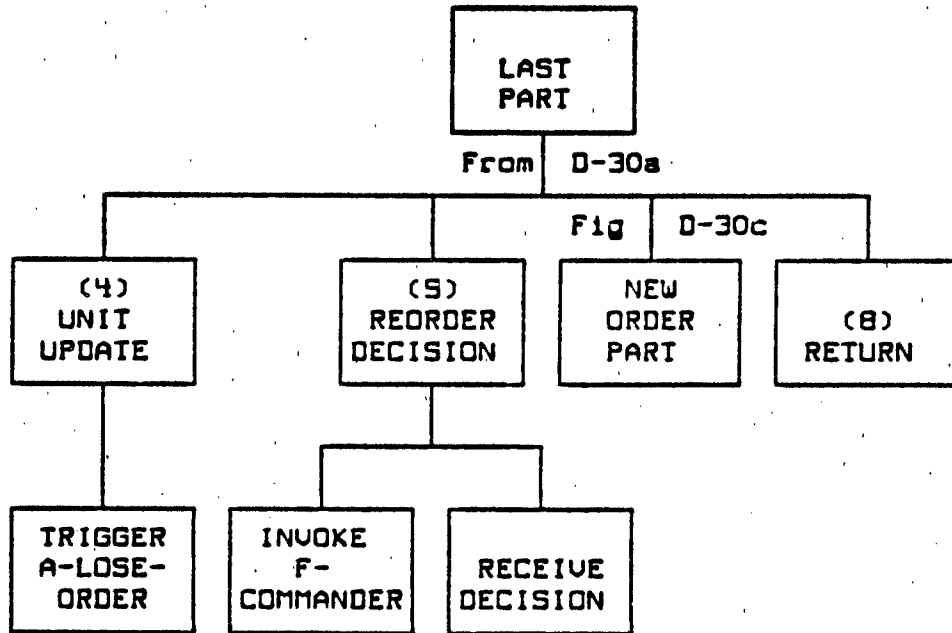 LAST
PART
From D-30a
Fig D-30c
(4)
UNIT
UPDATE
(5)
REORDER
DECISION
NEW
ORDER
PART
(8)
RETURN
TRIGGER
A-LOSE-
ORDER
INVOKE
F-
COMMANDER
RECEIVE
DECISION